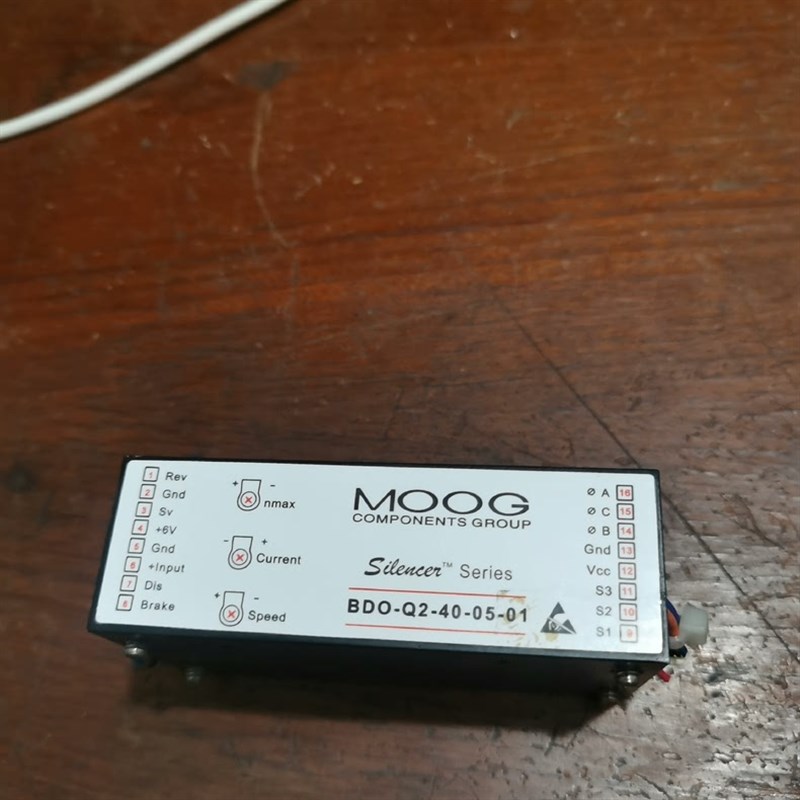 1 Rev
2 Gnd
3 Sv
4 +6V
5 Gnd
6 +Input
7 Dis
8 Brake
+ - nmax
- + Current
+ - Speed
MOOG
COMPONENTS GROUP
Silencer™ Series
BDO-Q2-40-05-01
Ø A 16
Ø C 15
Ø B 14
Gnd 13
Vcc 12
S3 11
S2 10
S1 9